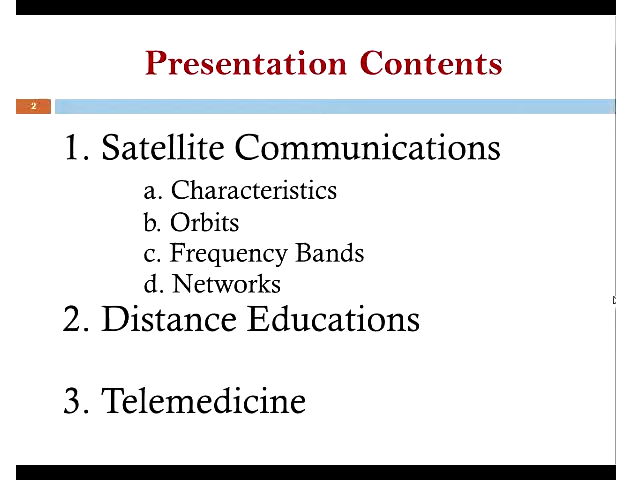 Presentation Contents
2
1. Satellite Communications
a. Characteristics
b. Orbits
c. Frequency Bands
d. Networks
2. Distance Educations
3. Telemedicine